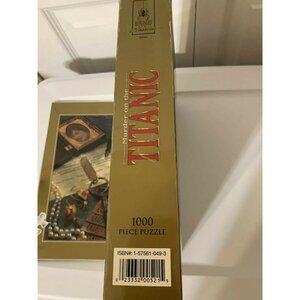 Murder on the
TITANIC
1000
PIECE PUZZLE
ISBN#: 1-57561-049-3